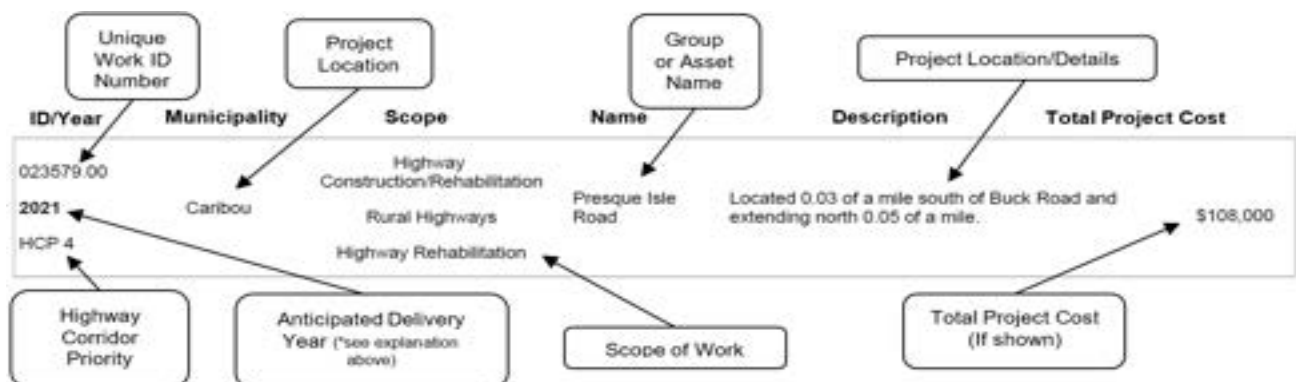 Unique
Work ID
Number
Project
Location
Group
or Asset
Name
Project Location/Details
ID/Year Municipality Scope Name Description Total Project Cost
023579.00
2021
HCP 4
Caribou
Highway
Construction/Rehabilitation
Rural Highways
Highway Rehabilitation
Presque Isle
Road
Located 0.03 of a mile south of Buck Road and
extending north 0.05 of a mile.
$108,000
Highway
Corridor
Priority
Anticipated Delivery
Year (*see explanation
above)
Scope of Work
Total Project Cost
(If shown)